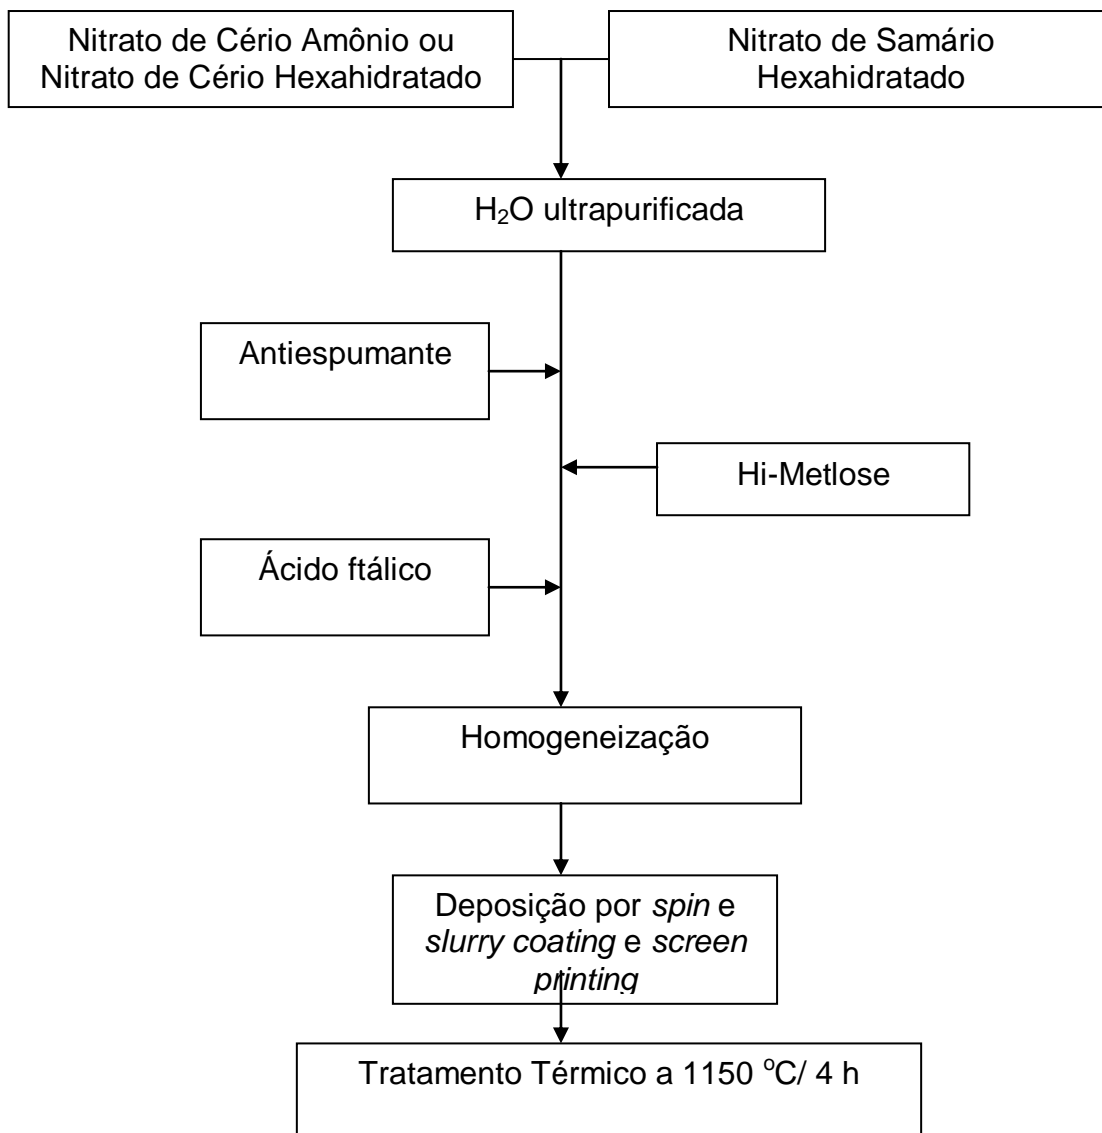 Nitrato de Cério Amônio ou
Nitrato de Cério Hexahidratado
Nitrato de Samário
Hexahidratado
H₂O ultrapurificada
Antiespumante
Hi-Metlose
Ácido ftálico
Homogeneização
Deposição por spin e
slurry coating e screen
printing
Tratamento Térmico a 1150 °C/ 4 h